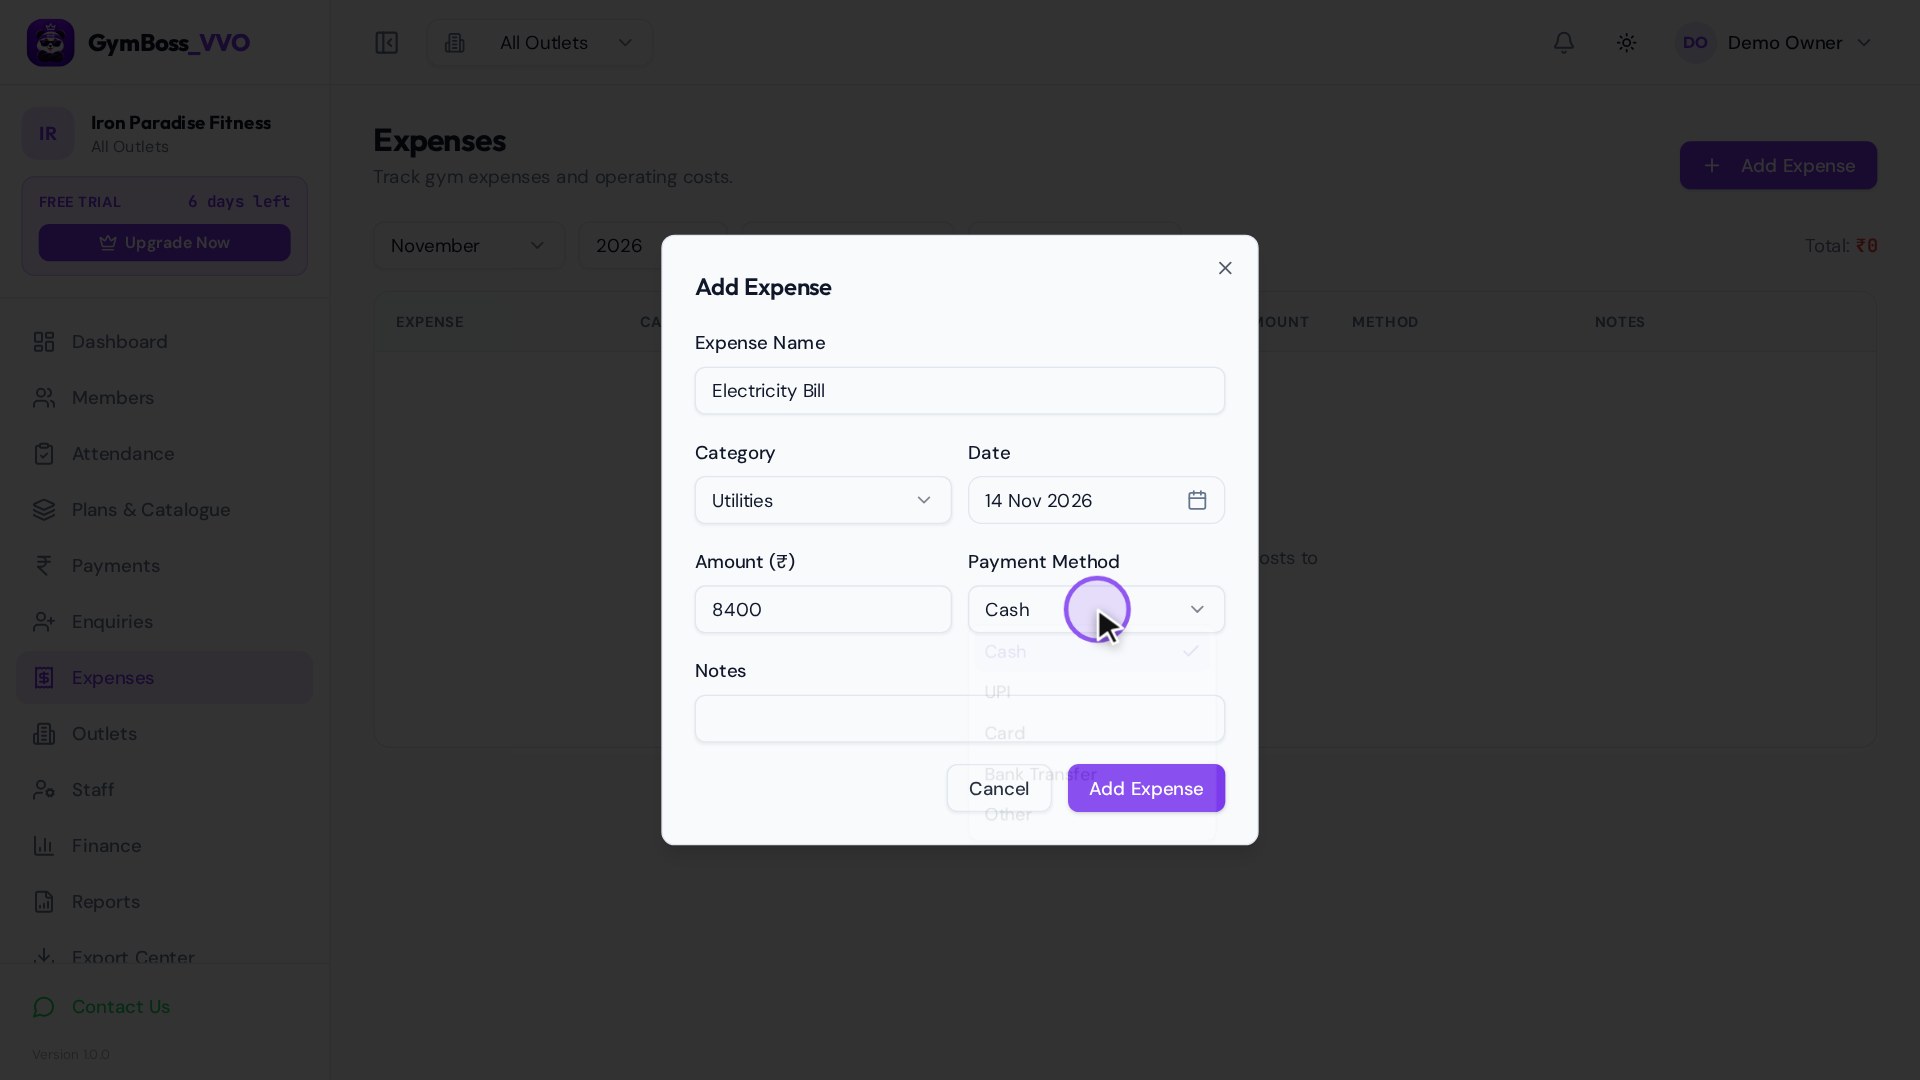 GymBoss_VVO
All Outlets
DO
Demo Owner
IR
Iron Paradise Fitness
All Outlets
FREE TRIAL
6 days left
Upgrade Now
Expenses
Track gym expenses and operating costs.
Add Expense
November
2026
Total: ₹0
EXPENSE
CA
MOUNT
METHOD
NOTES
osts to
Dashboard
Members
Attendance
Plans & Catalogue
Payments
Enquiries
Expenses
Outlets
Staff
Finance
Reports
Export Center
Contact Us
Version 1.0.0
Add Expense
Expense Name
Electricity Bill
Category
Date
Utilities
14 Nov 2026
Amount (₹)
Payment Method
8400
Cash
Cash
UPI
Card
Bank Transfer
Other
Notes
Cancel
Add Expense